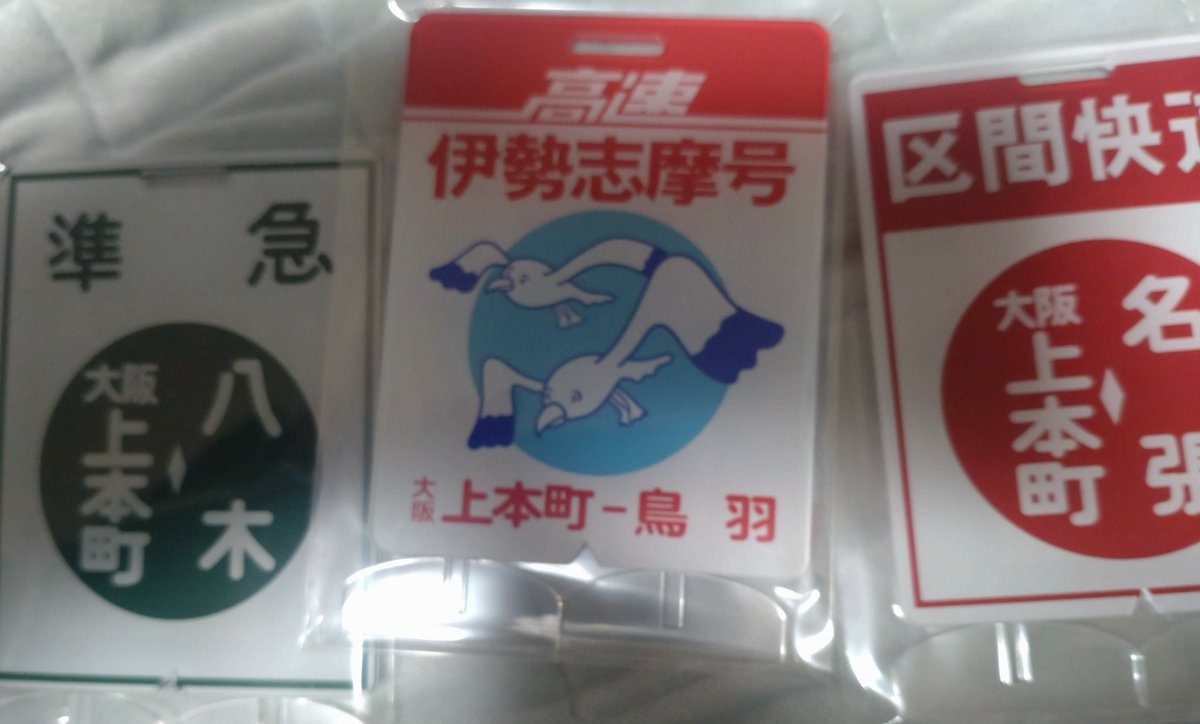 準急
大阪
上本町
八木
高速
伊勢志摩号
大阪 上本町-鳥羽
区間快
大阪
上本町
名張